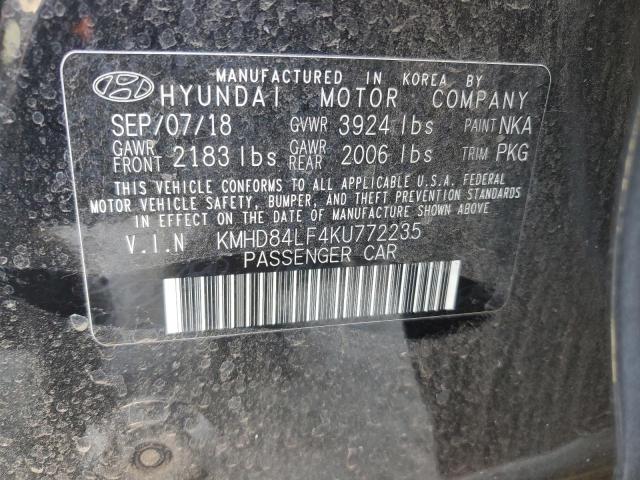 MANUFACTURED IN KOREA BY
HYUNDAI MOTOR COMPANY
SEP/07/18 GVWR 3924 lbs PAINT NKA
GAWR FRONT 2183 lbs GAWR REAR 2006 lbs TRIM PKG
THIS VEHICLE CONFORMS TO ALL APPLICABLE U.S.A. FEDERAL
MOTOR VEHICLE SAFETY, BUMPER, AND THEFT PREVENTION STANDARDS
IN EFFECT ON THE DATE OF MANUFACTURE SHOWN ABOVE.
V.I.N KMHD84LF4KU772235
PASSENGER CAR